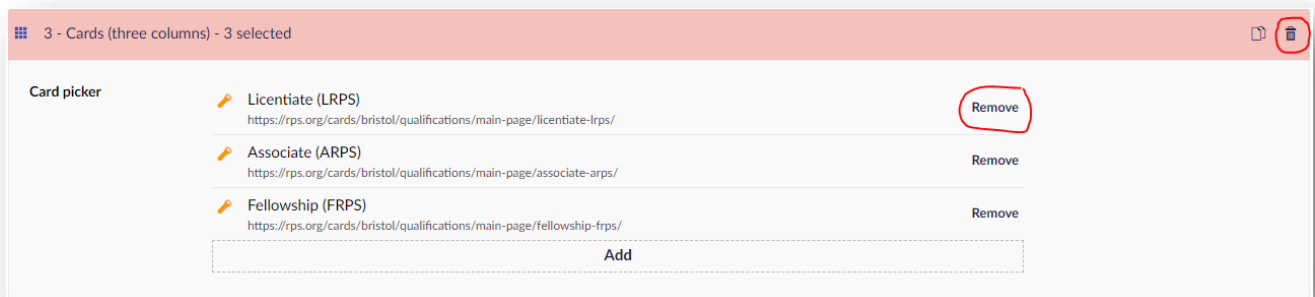 3 - Cards (three columns) - 3 selected
Card picker
Licentiate (LRPS)
https://rps.org/cards/bristol/qualifications/main-page/licentiate-lrps/
Remove
Associate (ARPS)
https://rps.org/cards/bristol/qualifications/main-page/associate-arps/
Remove
Fellowship (FRPS)
https://rps.org/cards/bristol/qualifications/main-page/fellowship-frps/
Remove
Add